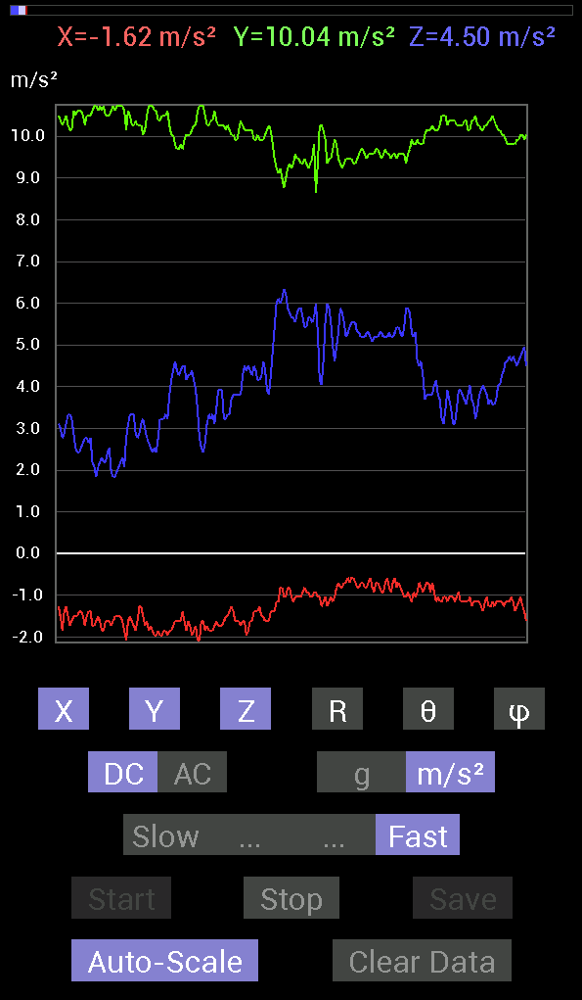 X=-1.62 m/s² Y=10.04 m/s² Z=4.50 m/s²
m/s²
10.0
9.0
8.0
7.0
6.0
5.0
4.0
3.0
2.0
1.0
0.0
-1.0
-2.0
X Y Z R θ φ
DC AC g m/s²
Slow ... ... Fast
Start Stop Save
Auto-Scale Clear Data